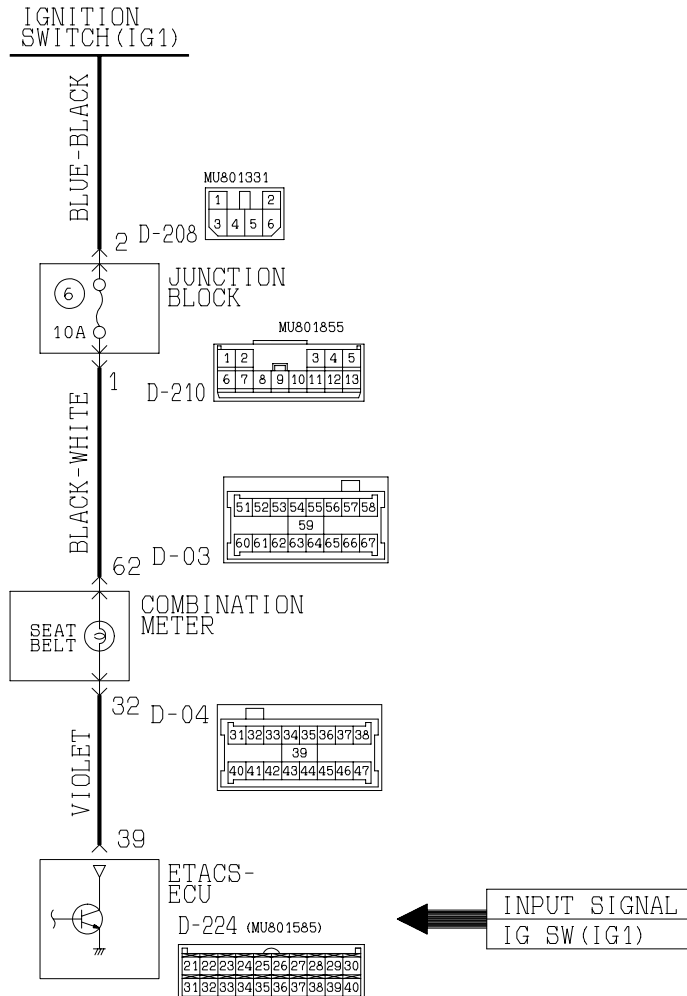 IGNITION
SWITCH(IG1)
BLUE-BLACK
MU801331
1 2
3 4 5 6
2 D-208
JUNCTION
BLOCK
6
10A
MU801855
1 2 3 4 5
6 7 8 9 10 11 12 13
1
D-210
BLACK-WHITE
51 52 53 54 55 56 57 58
59
60 61 62 63 64 65 66 67
62 D-03
COMBINATION
METER
SEAT
BELT
32 D-04
31 32 33 34 35 36 37 38
39
40 41 42 43 44 45 46 47
VIOLET
39
ETACS-
ECU
D-224 (MU801585)
21 22 23 24 25 26 27 28 29 30
31 32 33 34 35 36 37 38 39 40
INPUT SIGNAL
IG SW(IG1)